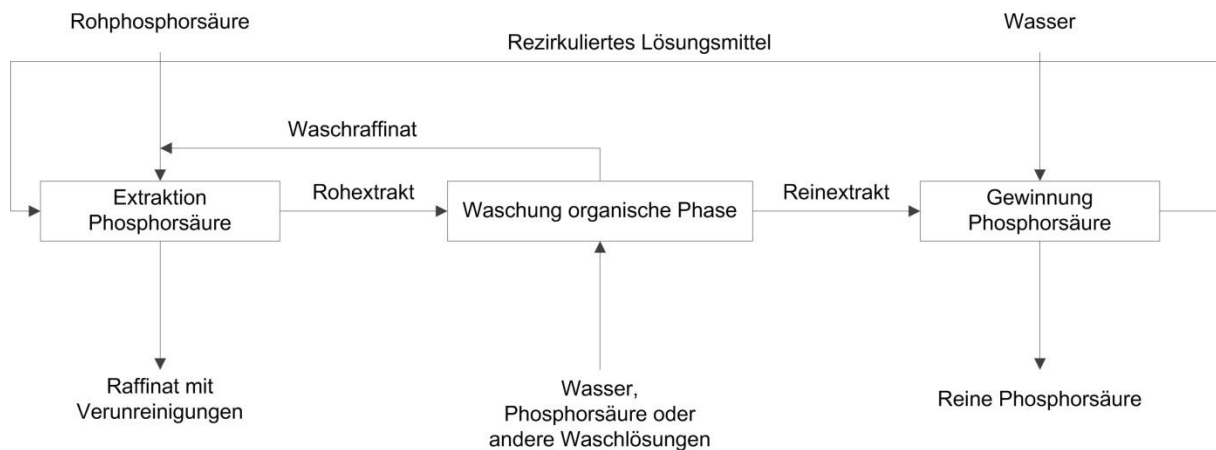 Rohphosphorsäure
Wasser
Rezirkuliertes Lösungsmittel
Waschraffinat
Extraktion
Phosphorsäure
Rohextrakt
Waschung organische Phase
Reinextrakt
Gewinnung
Phosphorsäure
Raffinat mit
Verunreinigungen
Wasser,
Phosphorsäure oder
andere Waschlösungen
Reine Phosphorsäure